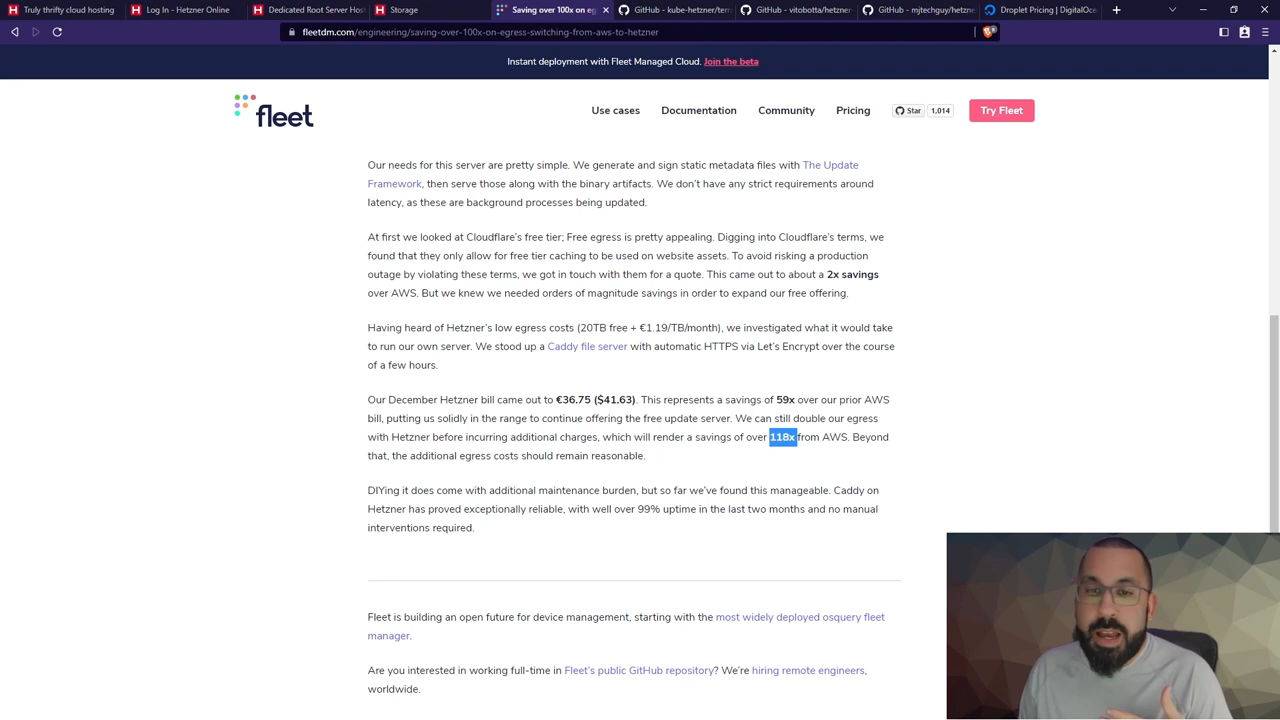 Truly thrifty cloud hosting
Log In - Hetzner Online
Dedicated Root Server Host
Storage
Saving over 100x on eg
GitHub - kube-hetzner/terr
GitHub - vitobotta/hetzner-
GitHub - mjtechguy/hetzne
Droplet Pricing | DigitalOce
fleetdm.com/engineering/saving-over-100x-on-egress-switching-from-aws-to-hetzner
Instant deployment with Fleet Managed Cloud. Join the beta
fleet
Use cases
Documentation
Community
Pricing
Star
1,014
Try Fleet
Our needs for this server are pretty simple. We generate and sign static metadata files with The Update
Framework, then serve those along with the binary artifacts. We don't have any strict requirements around
latency, as these are background processes being updated.
At first we looked at Cloudflare's free tier; Free egress is pretty appealing. Digging into Cloudflare's terms, we
found that they only allow for free tier caching to be used on website assets. To avoid risking a production
outage by violating these terms, we got in touch with them for a quote. This came out to about a 2x savings
over AWS. But we knew we needed orders of magnitude savings in order to expand our free offering.
Having heard of Hetzner's low egress costs (20TB free + €1.19/TB/month), we investigated what it would take
to run our own server. We stood up a Caddy file server with automatic HTTPS via Let's Encrypt over the course
of a few hours.
Our December Hetzner bill came out to €36.75 ($41.63). This represents a savings of 59x over our prior AWS
bill, putting us solidly in the range to continue offering the free update server. We can still double our egress
with Hetzner before incurring additional charges, which will render a savings of over 118x from AWS. Beyond
that, the additional egress costs should remain reasonable.
DIYing it does come with additional maintenance burden, but so far we've found this manageable. Caddy on
Hetzner has proved exceptionally reliable, with well over 99% uptime in the last two months and no manual
interventions required.
Fleet is building an open future for device management, starting with the most widely deployed osquery fleet
manager.
Are you interested in working full-time in Fleet's public GitHub repository? We're hiring remote engineers,
worldwide.